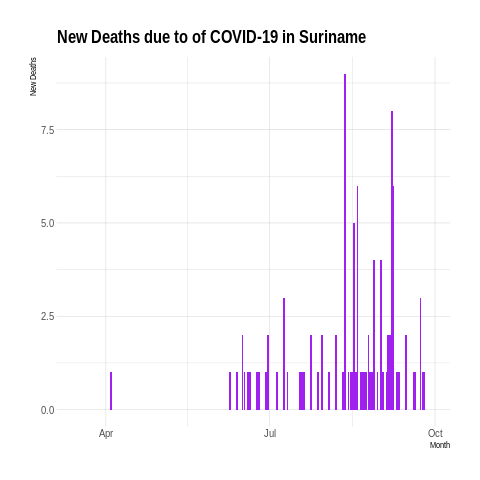 New Deaths due to of COVID-19 in Suriname
New Deaths
7.5
5.0
2.5
0.0
Apr Jul Oct
Month